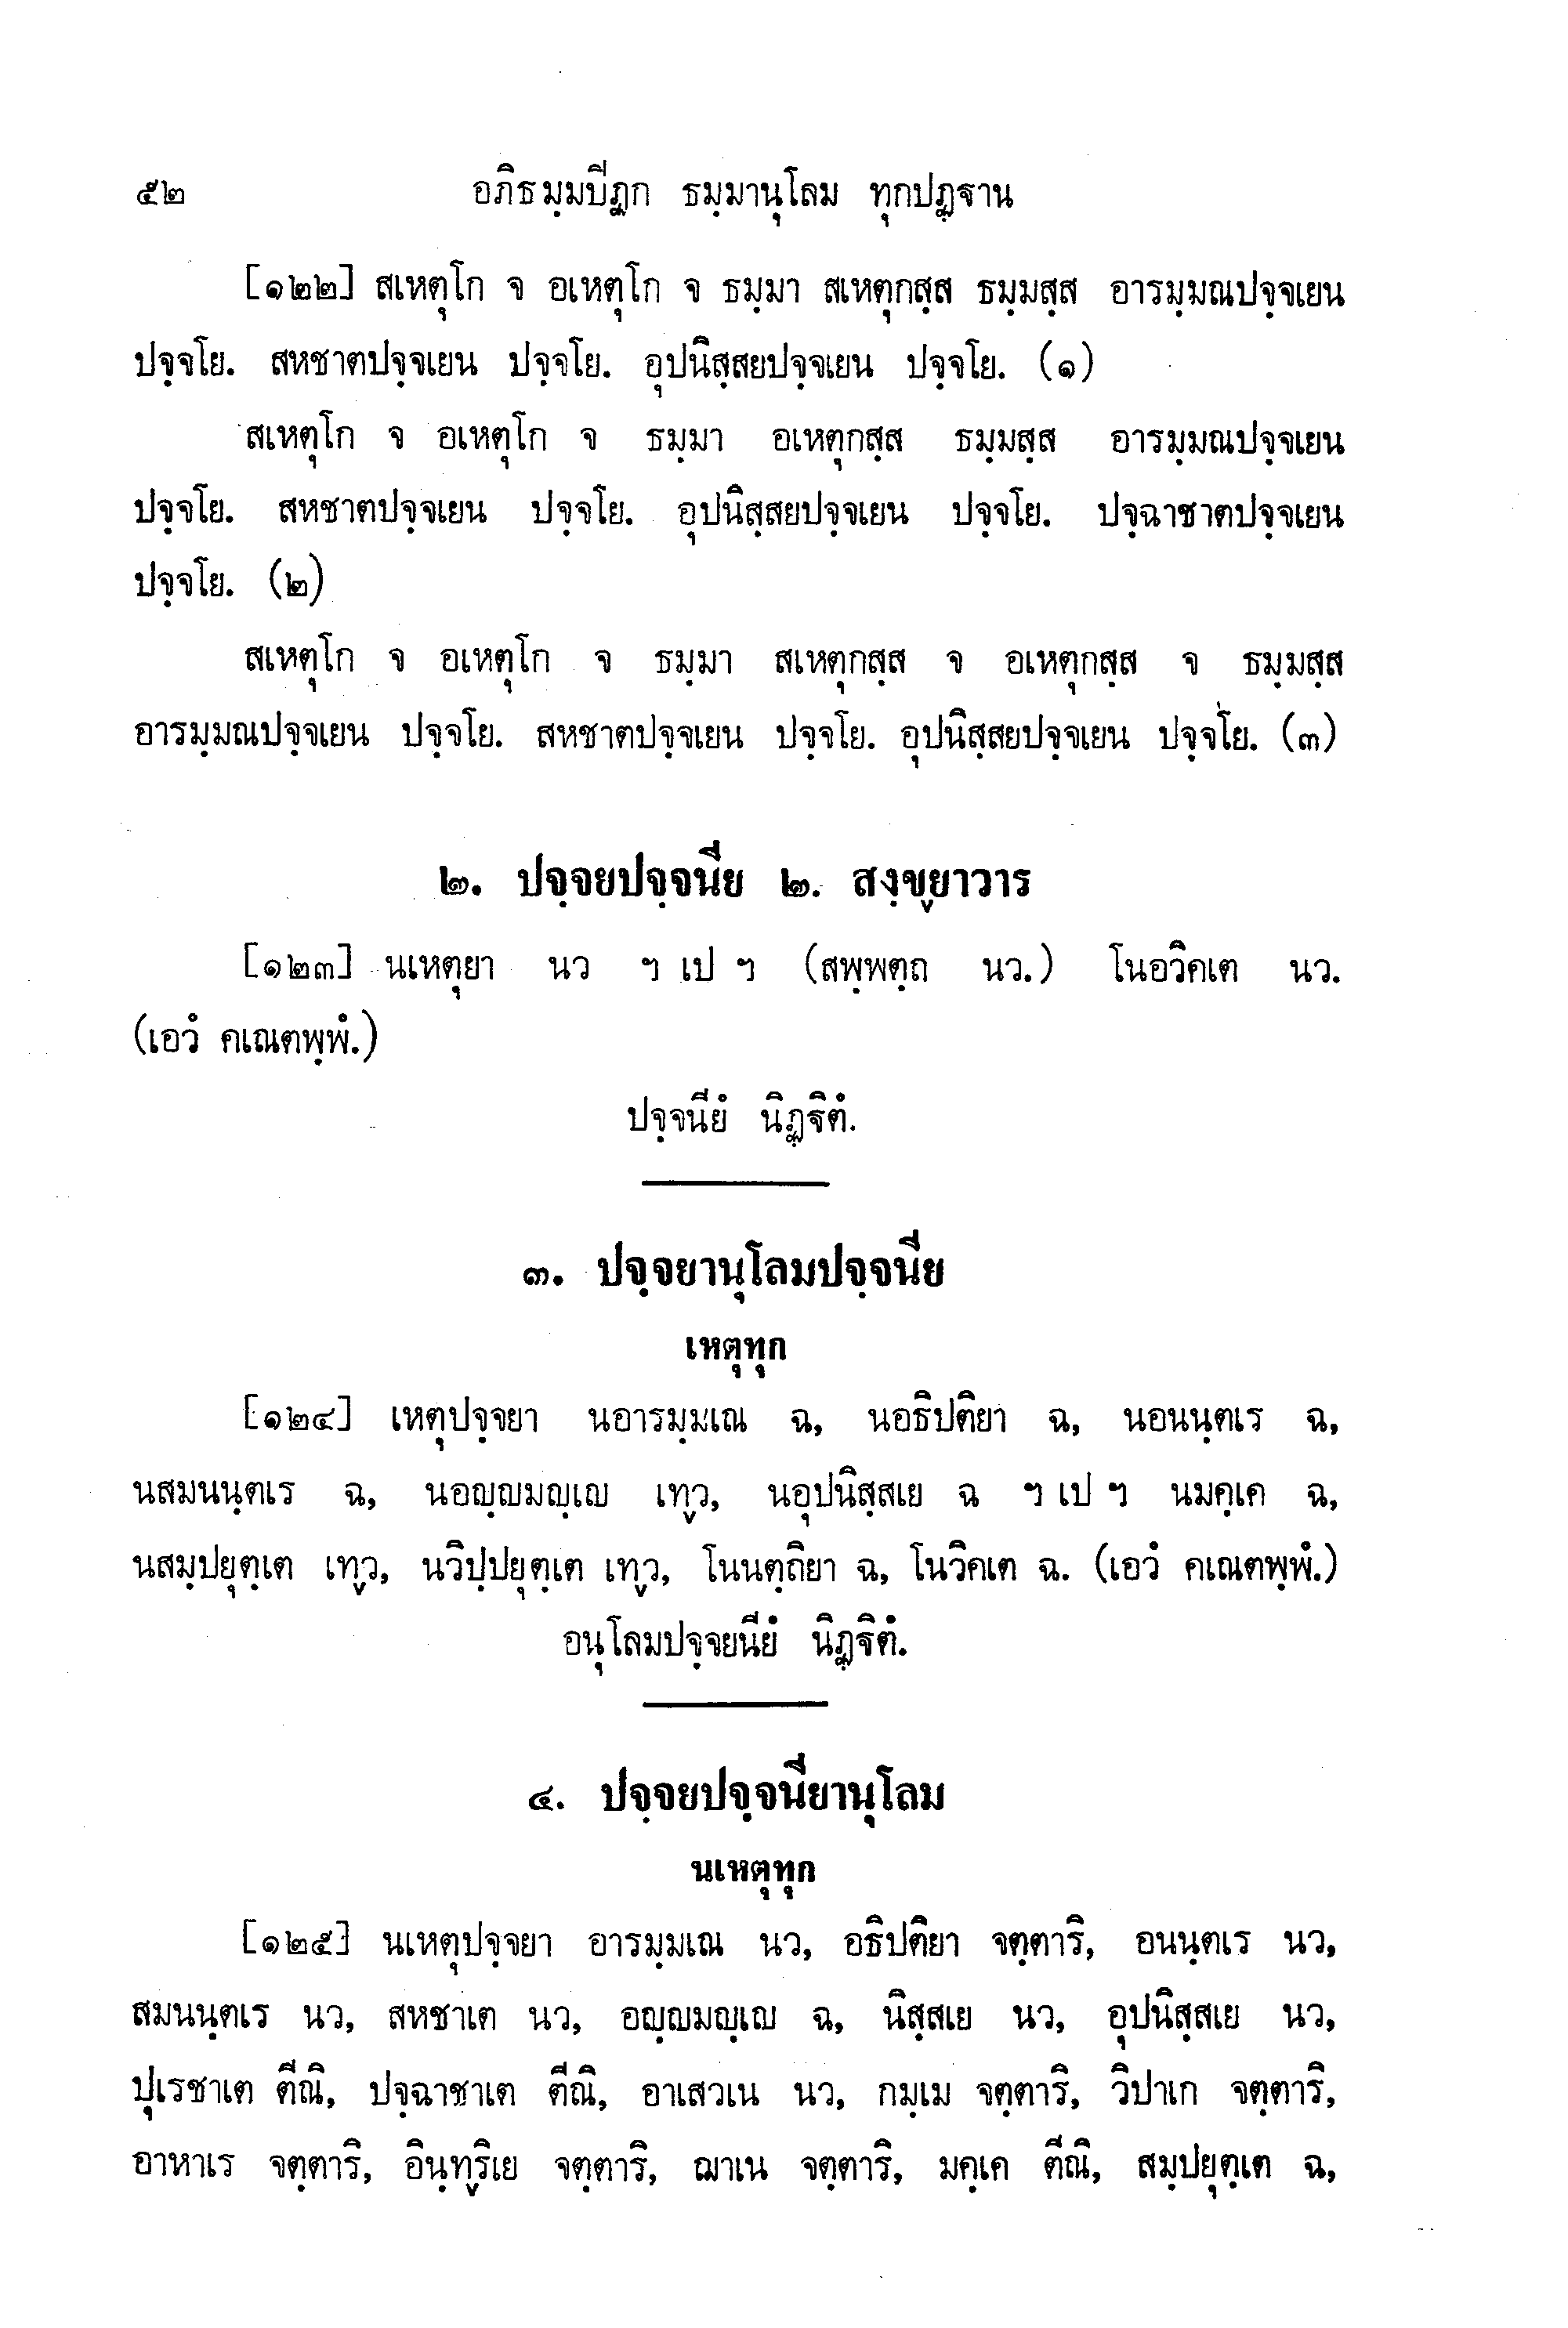 ๕๒ อภิธมฺมปีฏก ธมฺมานุโลม ทุกปฏฺฐาน
[๑๒๒] สเหตุโก จ อเหตุโก จ ธมฺมา สเหตุกสฺส ธมฺมสฺส อารมฺมณปจฺจเยน
ปจฺจโย. สหชาตปจฺจเยน ปจฺจโย. อุปนิสฺสยปจฺจเยน ปจฺจโย. (๑)
สเหตุโก จ อเหตุโก จ ธมฺมา อเหตุกสฺส ธมฺมสฺส อารมฺมณปจฺจเยน
ปจฺจโย. สหชาตปจฺจเยน ปจฺจโย. อุปนิสฺสยปจฺจเยน ปจฺจโย. ปจฺฉาชาตปจฺจเยน
ปจฺจโย. (๒)
สเหตุโก จ อเหตุโก จ ธมฺมา สเหตุกสฺส จ อเหตุกสฺส จ ธมฺมสฺส
อารมฺมณปจฺจเยน ปจฺจโย. สหชาตปจฺจเยน ปจฺจโย. อุปนิสฺสยปจฺจเยน ปจฺจโย. (๓)
๒. ปจฺจยปจฺจนีย ๒. สงฺขฺยาวาร
[๑๒๓] นเหตุยา นว ฯ เป ฯ (สพฺพตฺถ นว.) โนอวิคเต นว.
(เอวํ คเณตพฺพํ.)
ปจฺจนียํ นิฏฺฐิตํ.
๓. ปจฺจยานุโลมปจฺจนีย
เหตุทุก
[๑๒๔] เหตุปจฺจยา นอารมฺมเณ ฉ, นอธิปติยา ฉ, นอนนฺตเร ฉ,
นสมนนฺตเร ฉ, นอญฺญมญฺเญ เทฺว, นอุปนิสฺสเย ฉ ฯ เป ฯ นมคฺเค ฉ,
นสมฺปยุตฺเต เทฺว, นวิปฺปยุตฺเต เทฺว, โนนตฺถิยา ฉ, โนวิคเต ฉ. (เอวํ คเณตพฺพํ.)
อนุโลมปจฺจยนียํ นิฏฺฐิตํ.
๔. ปจฺจยปจฺจนียานุโลม
นเหตุทุก
[๑๒๕] นเหตุปจฺจยา อารมฺมเณ นว, อธิปติยา จตฺตาริ, อนนฺตเร นว,
สมนนฺตเร นว, สหชาเต นว, อญฺญมญฺเญ ฉ, นิสฺสเย นว, อุปนิสฺสเย นว,
ปุเรชาเต ตีณิ, ปจฺฉาชาเต ตีณิ, อาเสวเน นว, กมฺเม จตฺตาริ, วิปาเก จตฺตาริ,
อาหาเร จตฺตาริ, อินฺทฺริเย จตฺตาริ, ฌาเน จตฺตาริ, มคฺเค ตีณิ, สมฺปยุตฺเต ฉ,